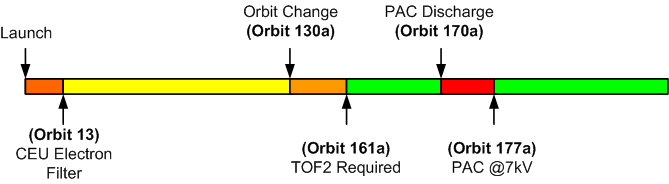 Launch
Orbit Change
(Orbit 130a)
PAC Discharge
(Orbit 170a)
(Orbit 13)
CEU Electron
Filter
(Orbit 161a)
TOF2 Required
(Orbit 177a)
PAC @7kV